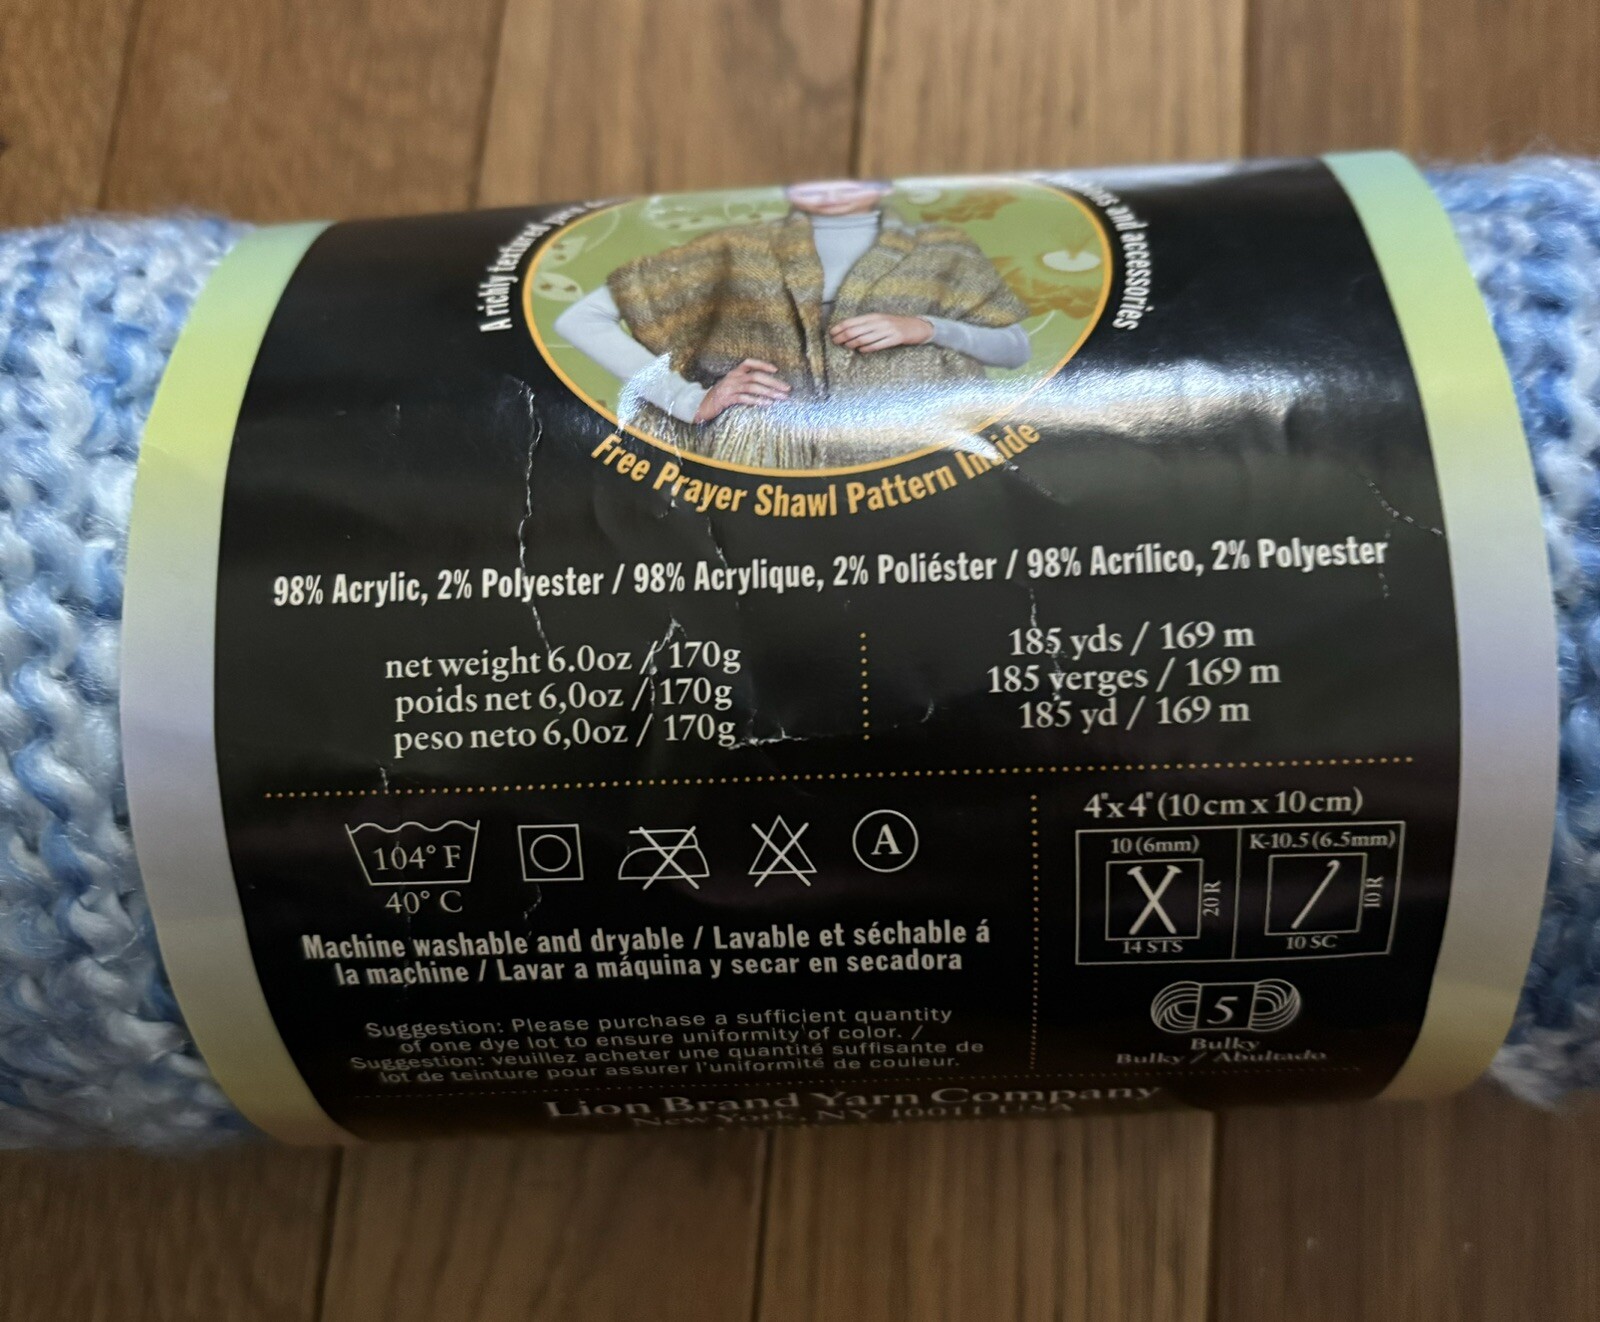 A richly textured
and accessories
Free Prayer Shawl Pattern Inside
98% Acrylic, 2% Polyester / 98% Acrylique, 2% Poliéster / 98% Acrílico, 2% Polyester
net weight 6.0oz / 170g
poids net 6,0oz / 170g
peso neto 6,0oz / 170g
185 yds / 169 m
185 verges / 169 m
185 yd / 169 m
104° F
40° C
A
Machine washable and dryable / Lavable et séchable á
la machine / Lavar a máquina y secar en secadora
Suggestion: Please purchase a sufficient quantity
of one dye lot to ensure uniformity of color. /
Suggestion: veuillez acheter une quantité suffisante de
lot de teinture pour assurer l'uniformité de couleur.
4"x 4" (10cm x 10cm)
10 (6mm)
20 R
14 STS
K-10.5 (6.5mm)
10 R
10 SC
5
Bulky
Bulky / Abultado
Lion Brand Yarn Company
New York, NY 10011 USA